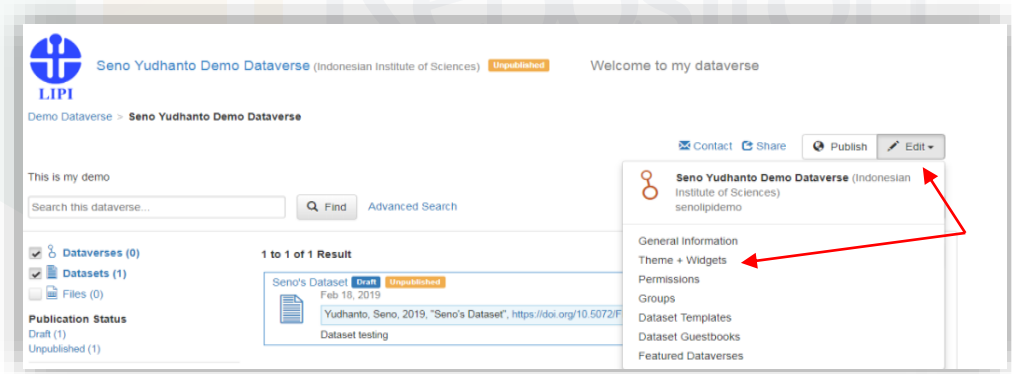 Repository
LIPI
Seno Yudhanto Demo Dataverse (Indonesian Institute of Sciences) Unpublished Welcome to my dataverse
Demo Dataverse > Seno Yudhanto Demo Dataverse
Contact Share Publish Edit
This is my demo
Search this dataverse... Find Advanced Search
Seno Yudhanto Demo Dataverse (Indonesian
Institute of Sciences)
senolipidemo
Dataverses (0)
Datasets (1)
Files (0)
Publication Status
Draft (1)
Unpublished (1)
1 to 1 of 1 Result
Seno's Dataset Draft Unpublished
Feb 18, 2019
Yudhanto, Seno, 2019, "Seno's Dataset", https://doi.org/10.5072/F
Dataset testing
General Information
Theme + Widgets
Permissions
Groups
Dataset Templates
Dataset Guestbooks
Featured Dataverses